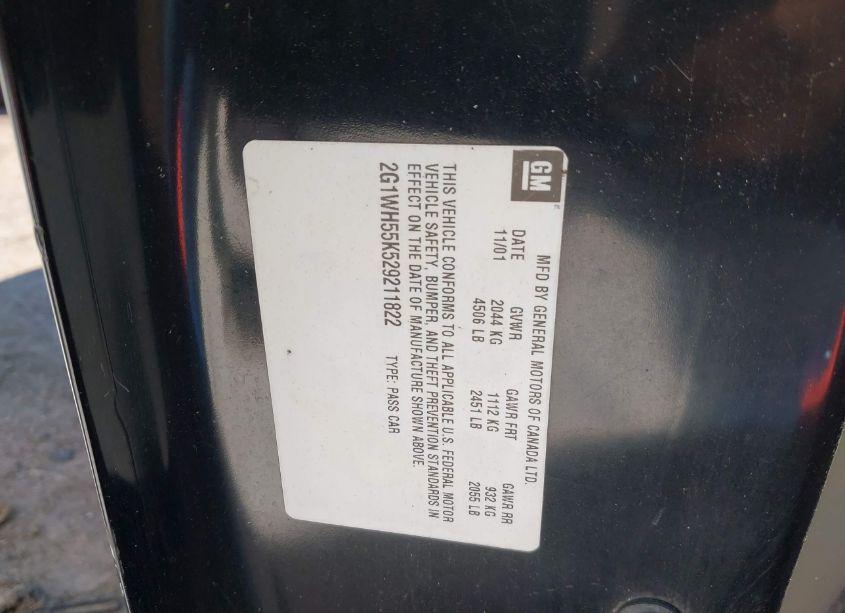 GM
MFD BY GENERAL MOTORS OF CANADA LTD.
DATE GVWR GAWR FRT GAWR RR
11/01 2044 KG 1112 KG 932 KG
4506 LB 2451 LB 2055 LB
THIS VEHICLE CONFORMS TO ALL APPLICABLE U.S. FEDERAL MOTOR
VEHICLE SAFETY, BUMPER, AND THEFT PREVENTION STANDARDS IN
EFFECT ON THE DATE OF MANUFACTURE SHOWN ABOVE.
2G1WH55K529211822 TYPE: PASS CAR